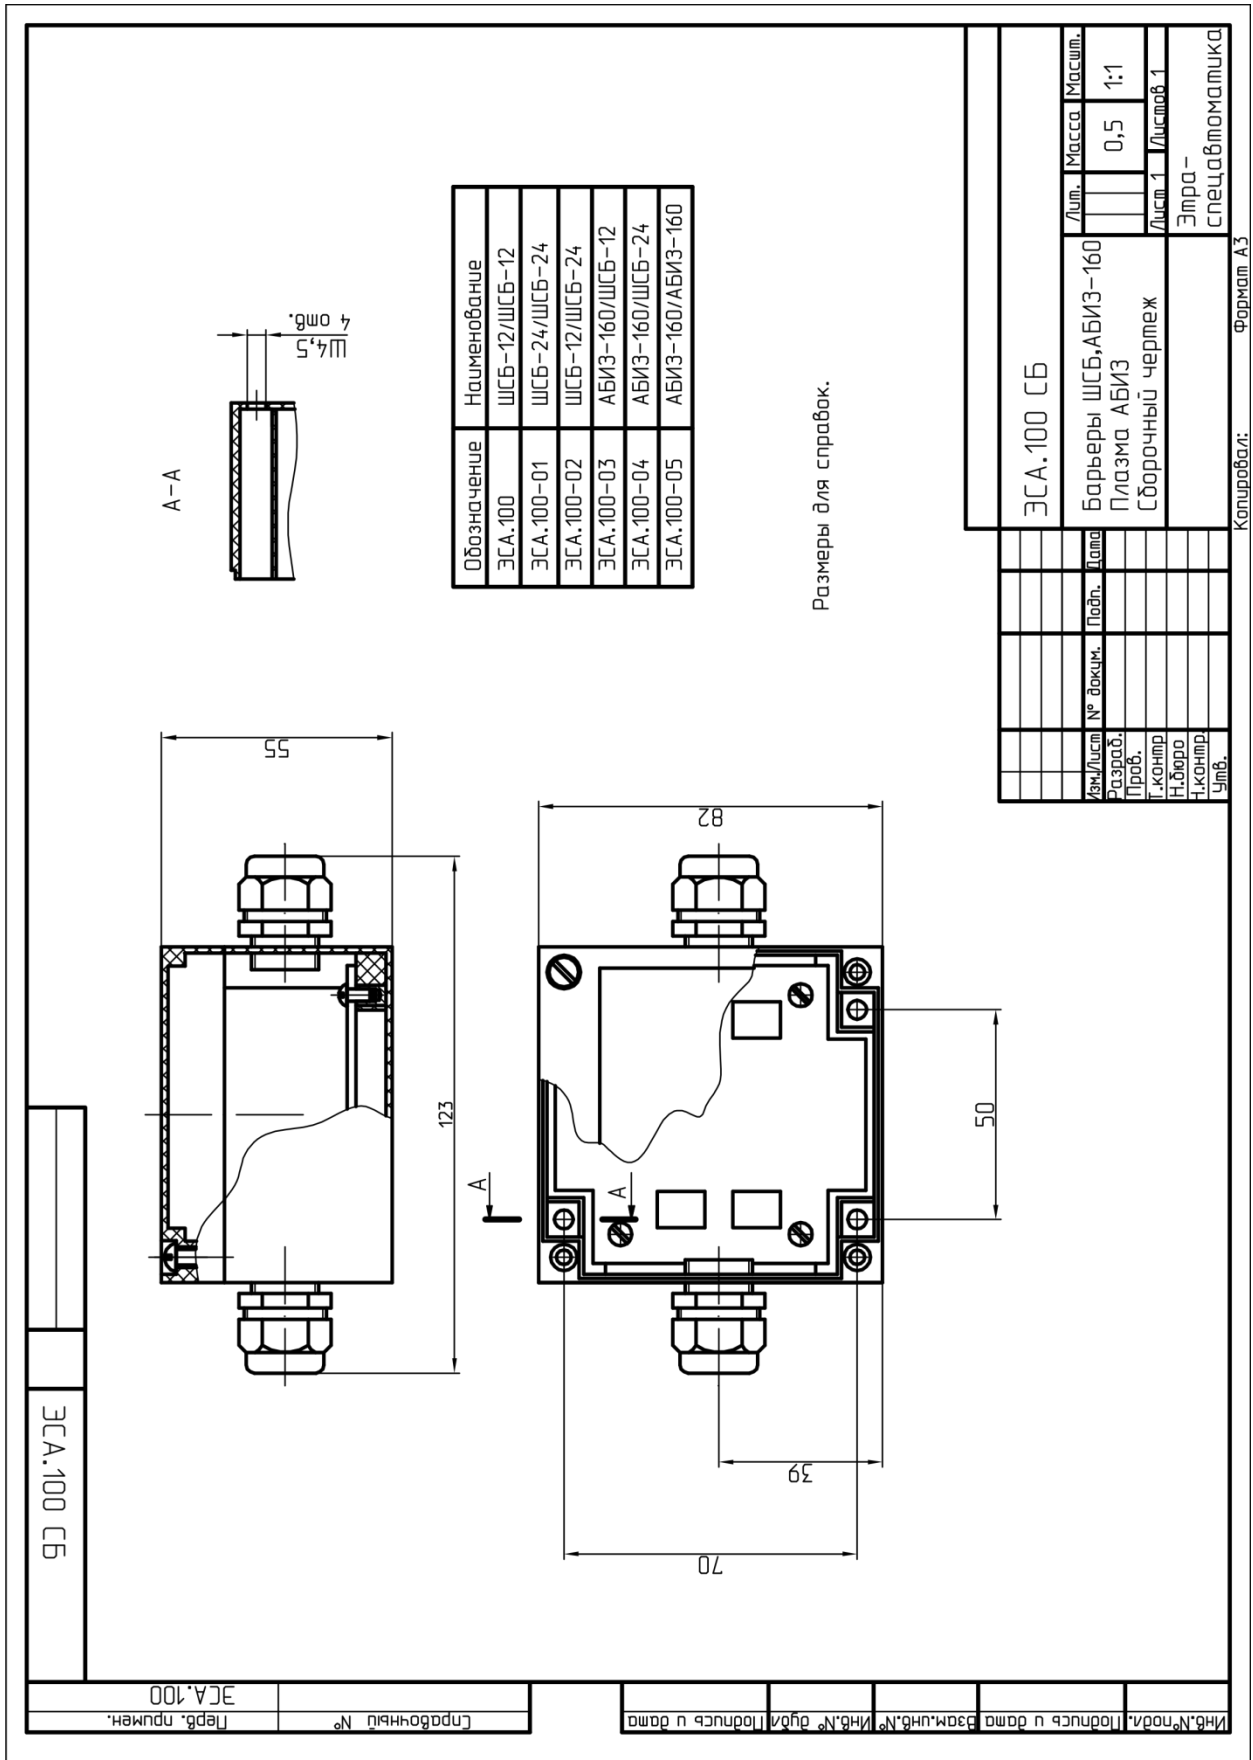 ЭСА.100 СБ
Перв. примен.
ЭСА.100
Справочный №
Подпись и дата
Инв.№ дубл.
Взам.инв.№
Подпись и дата
Инв.№подл.
55
123
А
А
82
50
39
70
А-А
Ш4,5
4 отв.
Обозначение Наименование
ЭСА.100 ШСБ-12/ШСБ-12
ЭСА.100-01 ШСБ-24/ШСБ-24
ЭСА.100-02 ШСБ-12/ШСБ-24
ЭСА.100-03 АБИЗ-160/ШСБ-12
ЭСА.100-04 АБИЗ-160/ШСБ-24
ЭСА.100-05 АБИЗ-160/АБИЗ-160
Размеры для справок.
ЭСА.100 СБ
Изм. Лист № докум. Подп. Дата
Разраб.
Пров.
Т.контр
Н.бюро
Н.контр.
Утв.
Барьеры ШСБ,АБИЗ-160
Плазма АБИЗ
Сборочный чертеж
Лит. Масса Масшт.
0,5 1:1
Лист 1 Листов 1
Этра-
спецавтоматика
Копировал: Формат А3